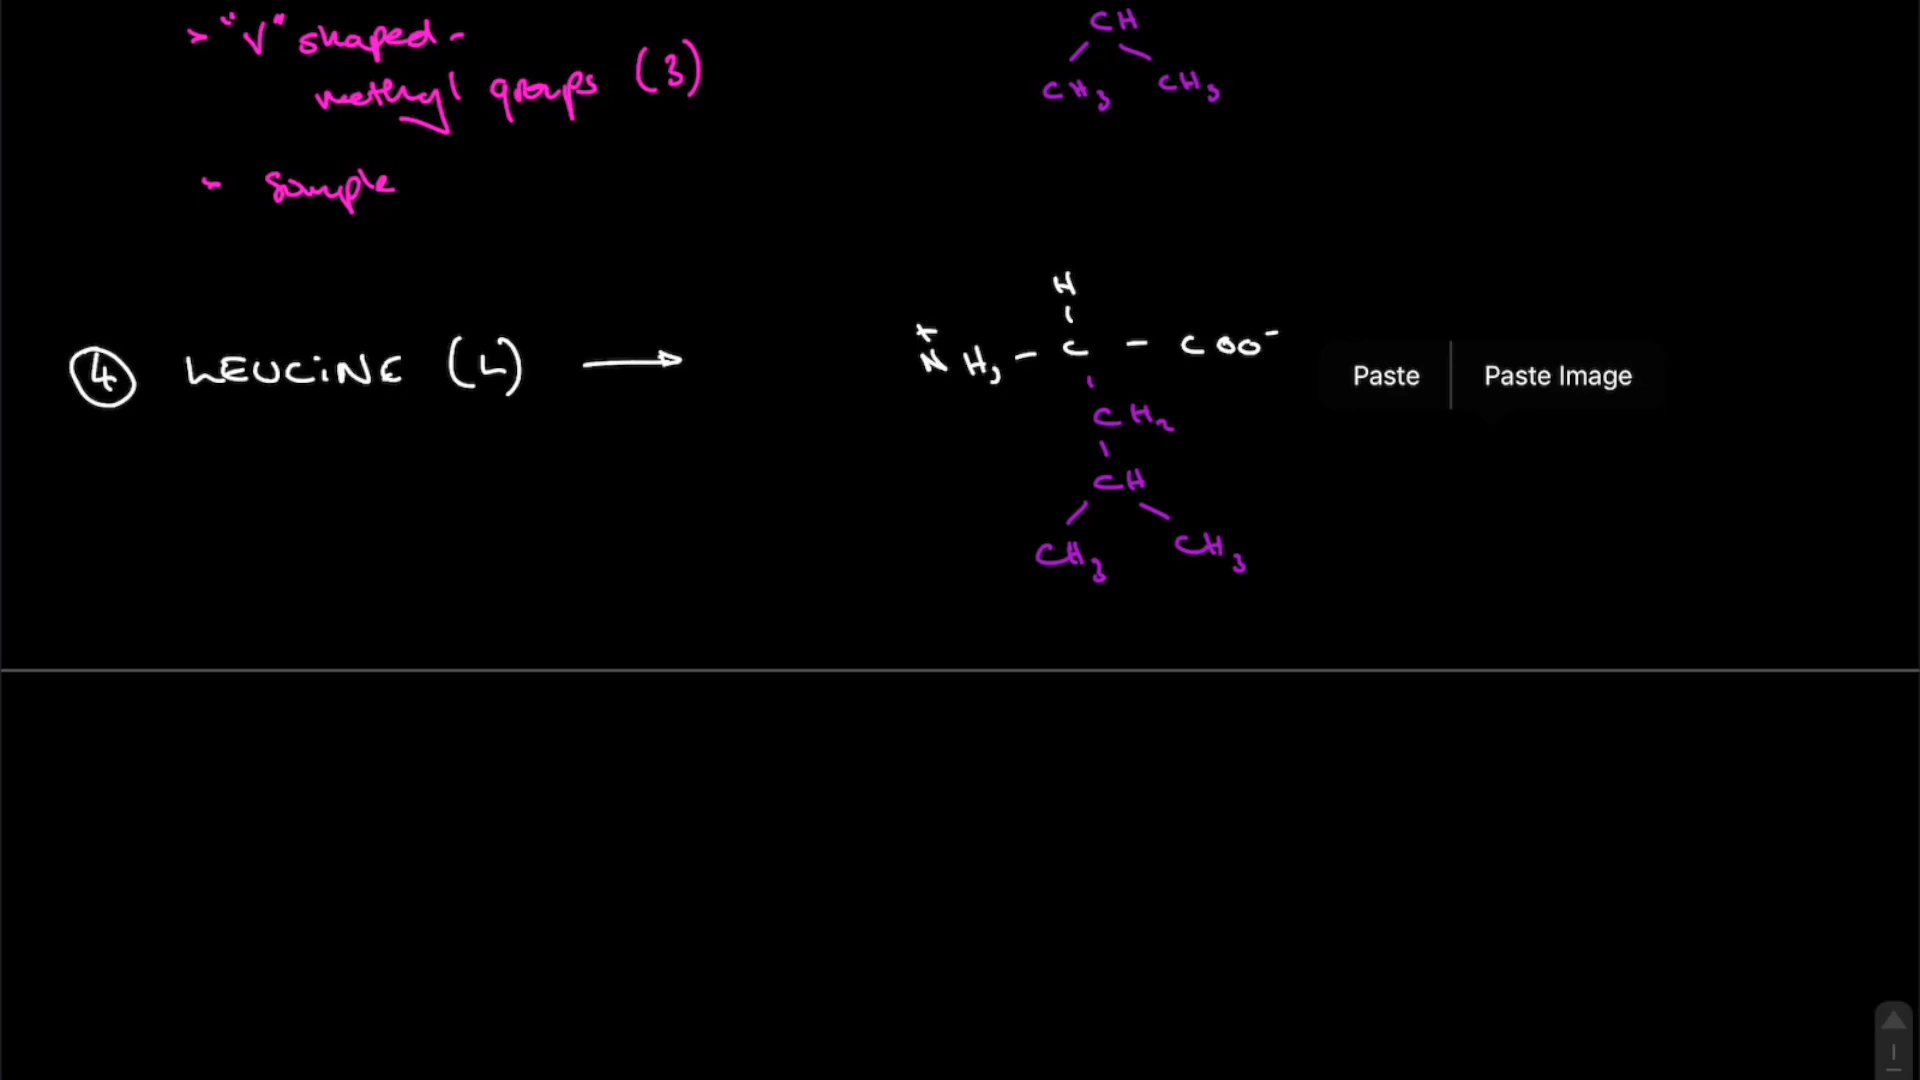 > "V" shaped -
methyl groups (3)
- Simple
CH
CH3 CH3
④ LEUCINE (L) →
H
+
NH3 - C - COO-
CH2
CH
CH3 CH3
Paste | Paste Image